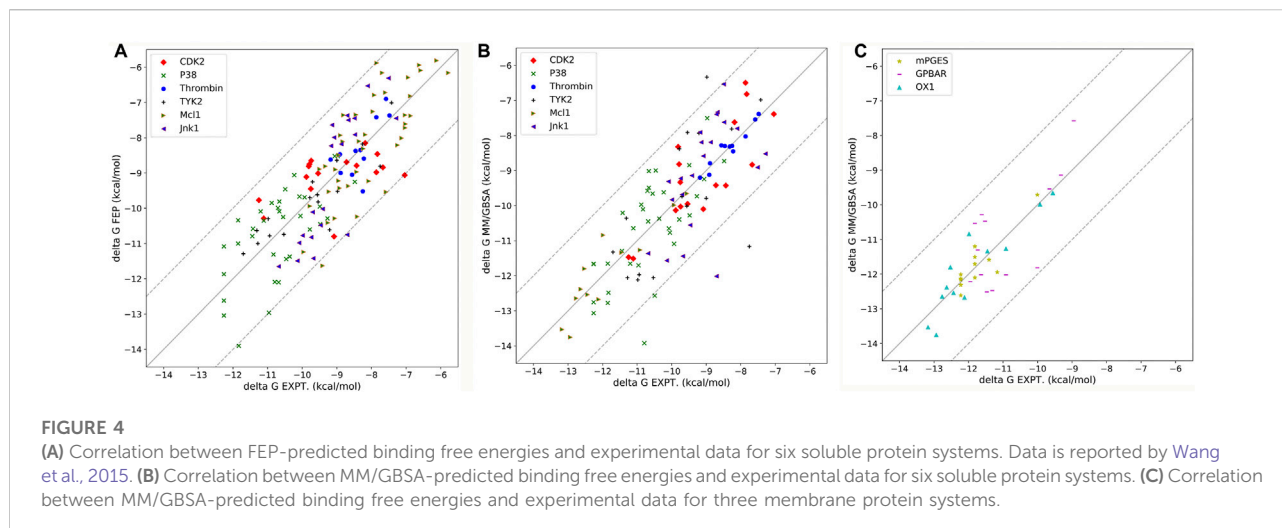 A
CDK2
P38
Thrombin
TYK2
Mcl1
Jnk1
delta G FEP (kcal/mol)
−6
−7
−8
−9
−10
−11
−12
−13
−14
−14 −13 −12 −11 −10 −9 −8 −7 −6
delta G EXPT. (kcal/mol)
B
CDK2
P38
Thrombin
TYK2
Mcl1
Jnk1
delta G MM/GBSA (kcal/mol)
−6
−7
−8
−9
−10
−11
−12
−13
−14
−14 −13 −12 −11 −10 −9 −8 −7 −6
delta G EXPT. (kcal/mol)
C
mPGES
GPBAR
OX1
delta G MM/GBSA (kcal/mol)
−6
−7
−8
−9
−10
−11
−12
−13
−14
−14 −13 −12 −11 −10 −9 −8 −7 −6
delta G EXPT. (kcal/mol)
FIGURE 4
(A) Correlation between FEP-predicted binding free energies and experimental data for six soluble protein systems. Data is reported by Wang
et al., 2015. (B) Correlation between MM/GBSA-predicted binding free energies and experimental data for six soluble protein systems. (C) Correlation
between MM/GBSA-predicted binding free energies and experimental data for three membrane protein systems.